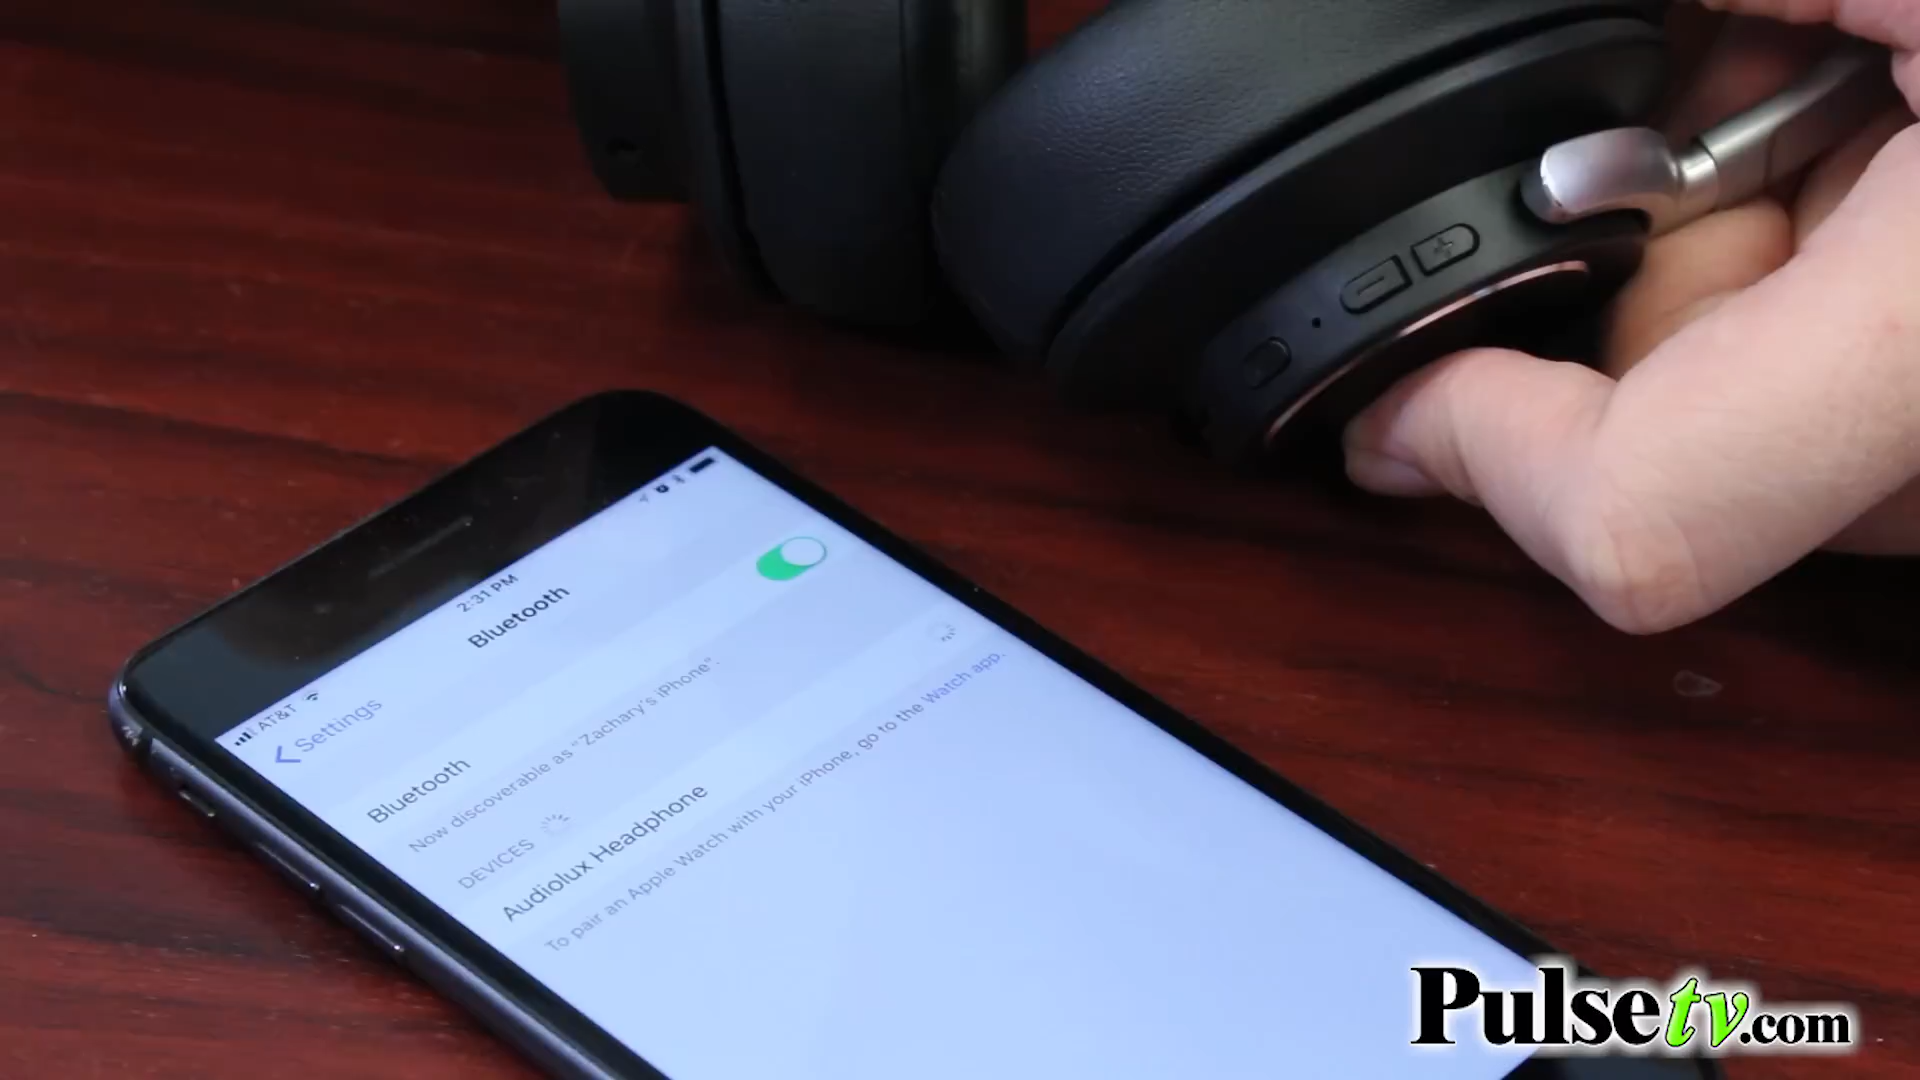 AT&T
2:31 PM
Settings
Bluetooth
Bluetooth
Now discoverable as “Zachary’s iPhone”.
DEVICES
Audiolux Headphone
To pair an Apple Watch with your iPhone, go to the Watch app.
− +
Pulsetv.com